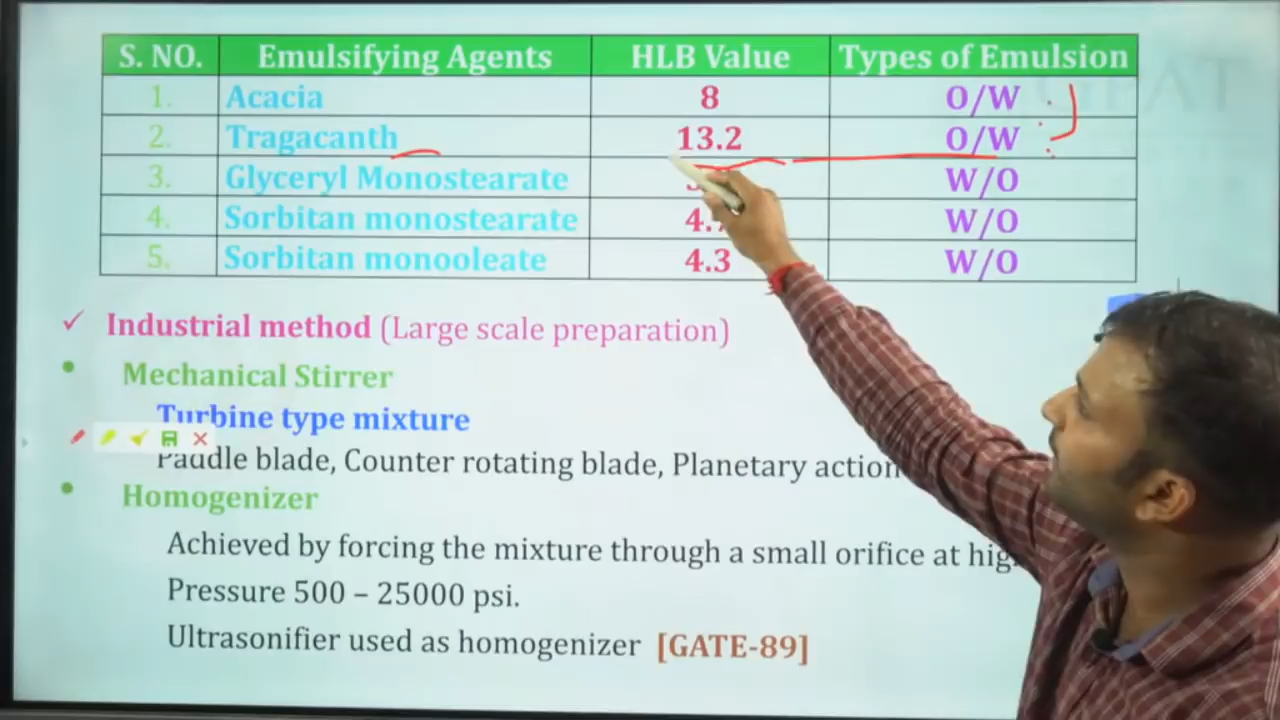 S. NO. Emulsifying Agents HLB Value Types of Emulsion
1. Acacia 8 O/W
2. Tragacanth 13.2 O/W
3. Glyceryl Monostearate W/O
4. Sorbitan monostearate 4. W/O
5. Sorbitan monooleate 4.3 W/O
✓ Industrial method (Large scale preparation)
• Mechanical Stirrer
Turbine type mixture
Paddle blade, Counter rotating blade, Planetary action
• Homogenizer
Achieved by forcing the mixture through a small orifice at hig
Pressure 500 – 25000 psi.
Ultrasonifier used as homogenizer [GATE-89]